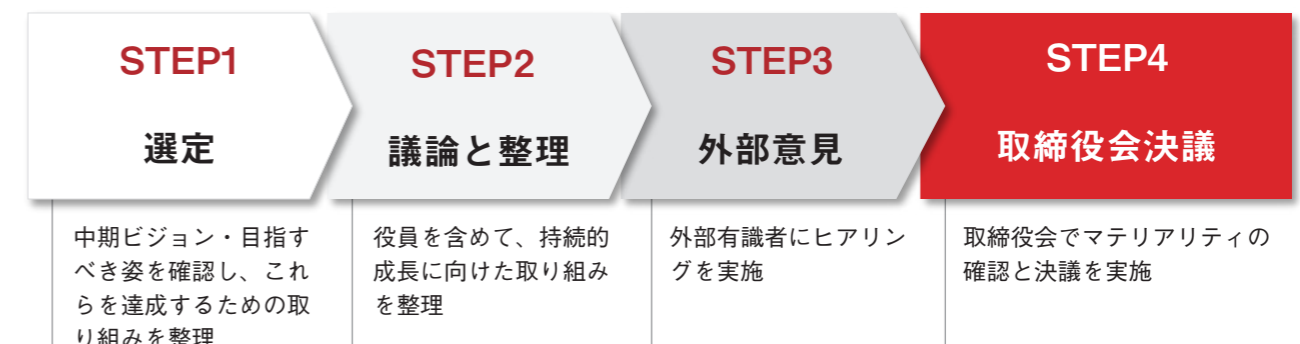 STEP1
選定
中期ビジョン・目指す
べき姿を確認し、これ
らを達成するための取
り組みを整理
STEP2
議論と整理
役員を含めて、持続的
成長に向けた取り組み
を整理
STEP3
外部意見
外部有識者にヒアリン
グを実施
STEP4
取締役会決議
取締役会でマテリアリティの
確認と決議を実施